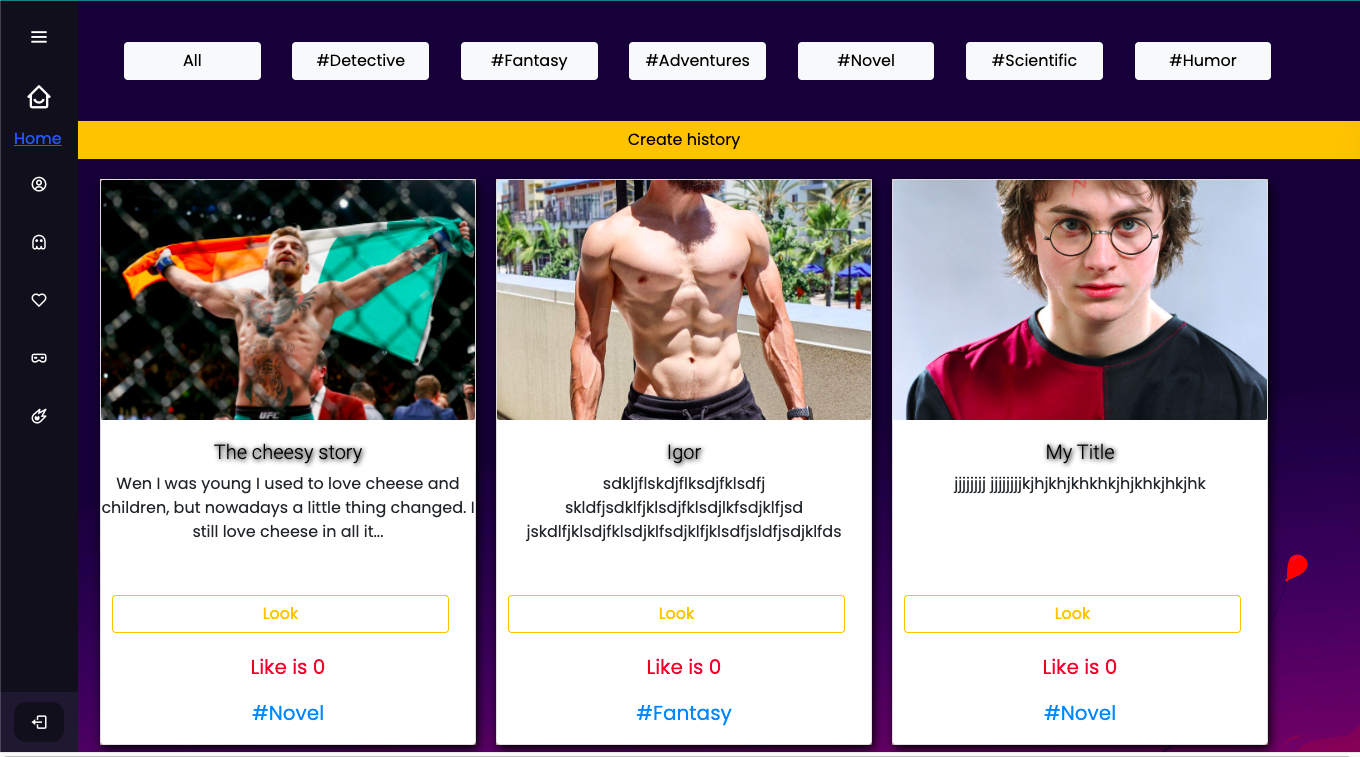 All
#Detective
#Fantasy
#Adventures
#Novel
#Scientific
#Humor
Home
Create history
UFC
The cheesy story
Wen I was young I used to love cheese and
children, but nowadays a little thing changed. I
still love cheese in all it...
Look
Like is 0
#Novel
Igor
sdkljflskdjflksdjfklsdfj
skldfjsdklfjklsdjfklsdjlkfsdjklfjsd
jskdlfjklsdjfklsdjklfsdjklfjklsdfjsldfjsdjklfds
Look
Like is 0
#Fantasy
My Title
jjjjjjjj jjjjjjjjkjhjkhjkhkhkjhjkhkjhkjhk
Look
Like is 0
#Novel